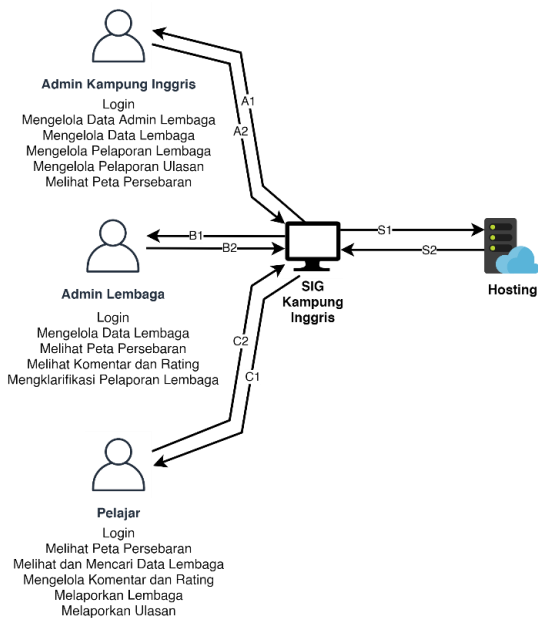 Admin Kampung Inggris
Login
Mengelola Data Admin Lembaga
Mengelola Data Lembaga
Mengelola Pelaporan Lembaga
Mengelola Pelaporan Ulasan
Melihat Peta Persebaran
A1
A2
B1
B2
S1
S2
SIG
Kampung
Inggris
Hosting
Admin Lembaga
Login
Mengelola Data Lembaga
Melihat Peta Persebaran
Melihat Komentar dan Rating
Mengklarifikasi Pelaporan Lembaga
C2
C1
Pelajar
Login
Melihat Peta Persebaran
Melihat dan Mencari Data Lembaga
Mengelola Komentar dan Rating
Melaporkan Lembaga
Melaporkan Ulasan